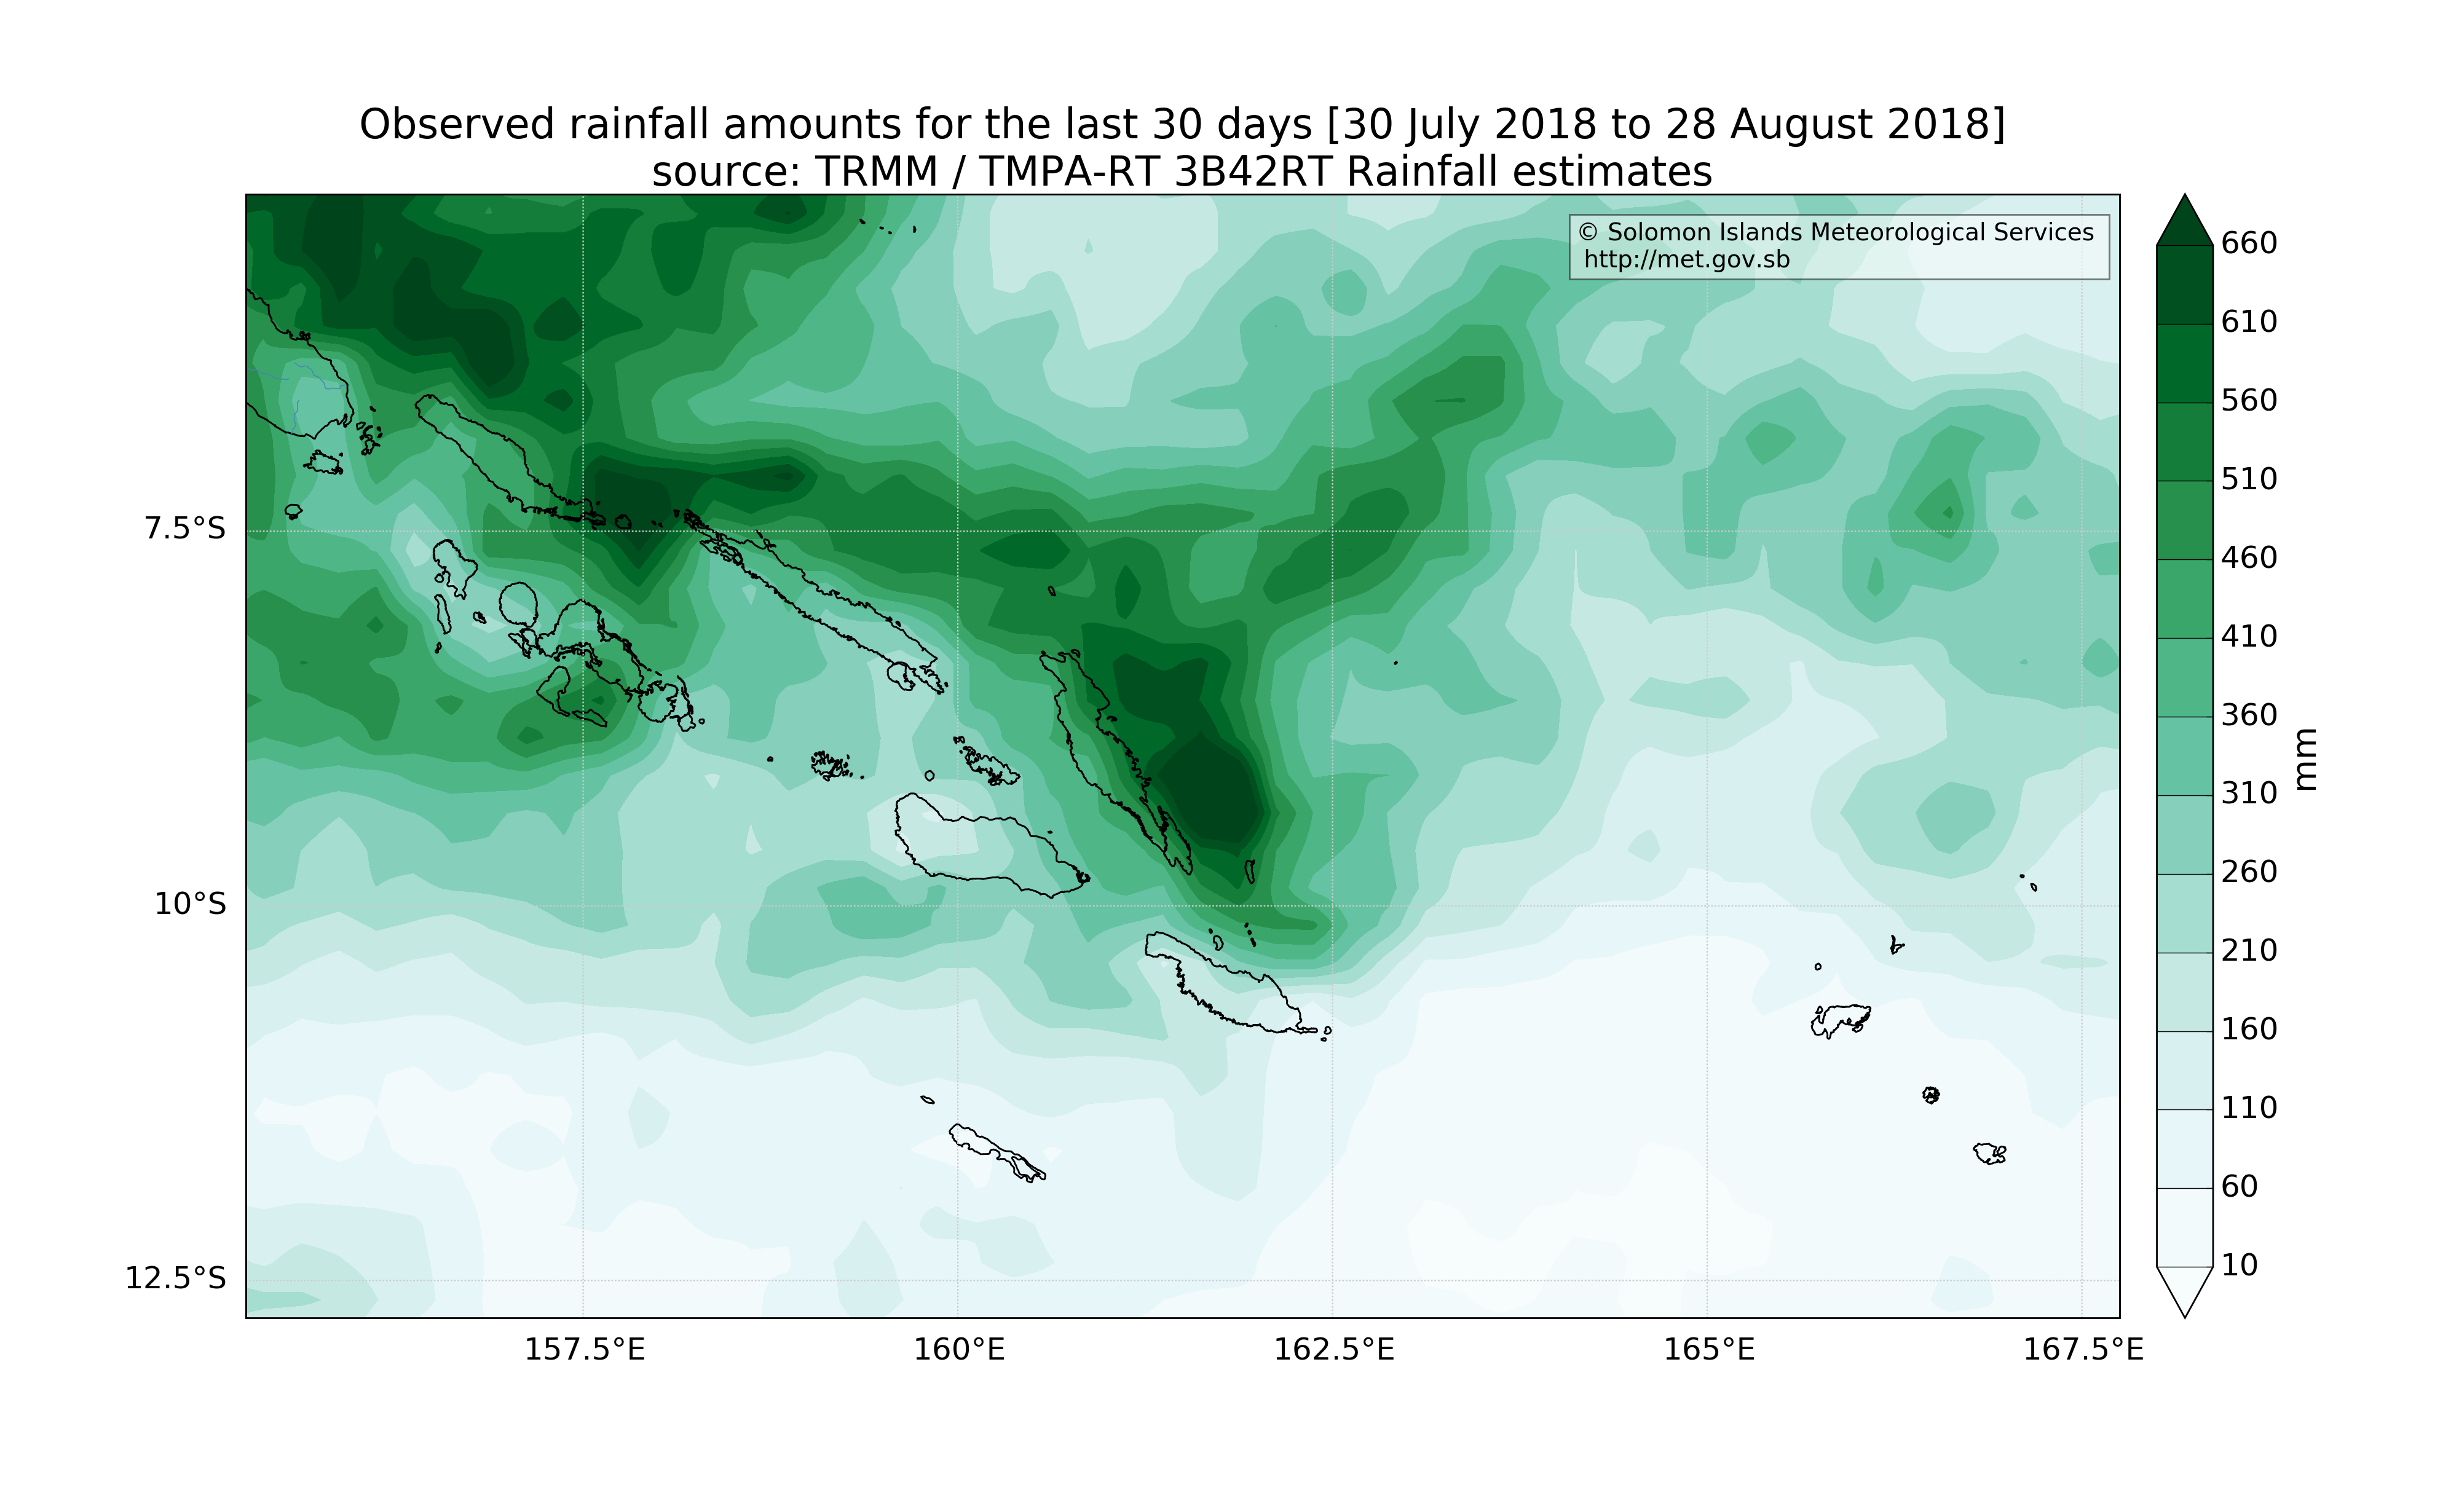 Observed rainfall amounts for the last 30 days [30 July 2018 to 28 August 2018]
source: TRMM / TMPA-RT 3B42RT Rainfall estimates
© Solomon Islands Meteorological Services
http://met.gov.sb
7.5°S
10°S
12.5°S
157.5°E
160°E
162.5°E
165°E
167.5°E
660
610
560
510
460
410
360
310
260
210
160
110
60
10
mm